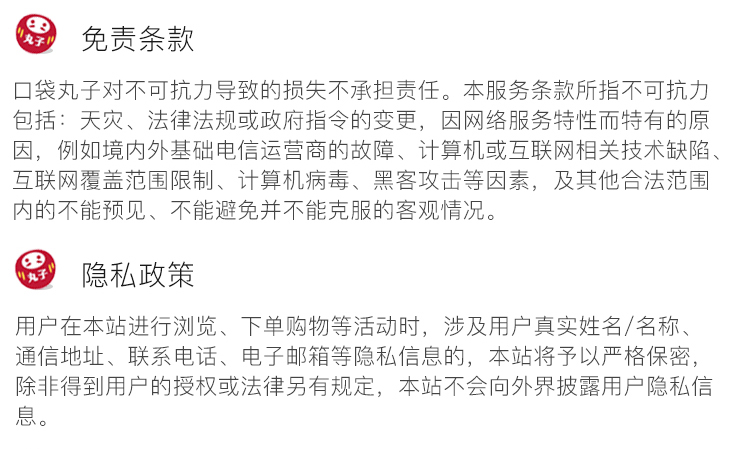 丸子
免责条款
口袋丸子对不可抗力导致的损失不承担责任。本服务条款所指不可抗力
包括：天灾、法律法规或政府指令的变更，因网络服务特性而特有的原
因，例如境内外基础电信运营商的故障、计算机或互联网相关技术缺陷、
互联网覆盖范围限制、计算机病毒、黑客攻击等因素，及其他合法范围
内的不能预见、不能避免并不能克服的客观情况。
丸子
隐私政策
用户在本站进行浏览、下单购物等活动时，涉及用户真实姓名/名称、
通信地址、联系电话、电子邮箱等隐私信息的，本站将予以严格保密，
除非得到用户的授权或法律另有规定，本站不会向外界披露用户隐私信
息。